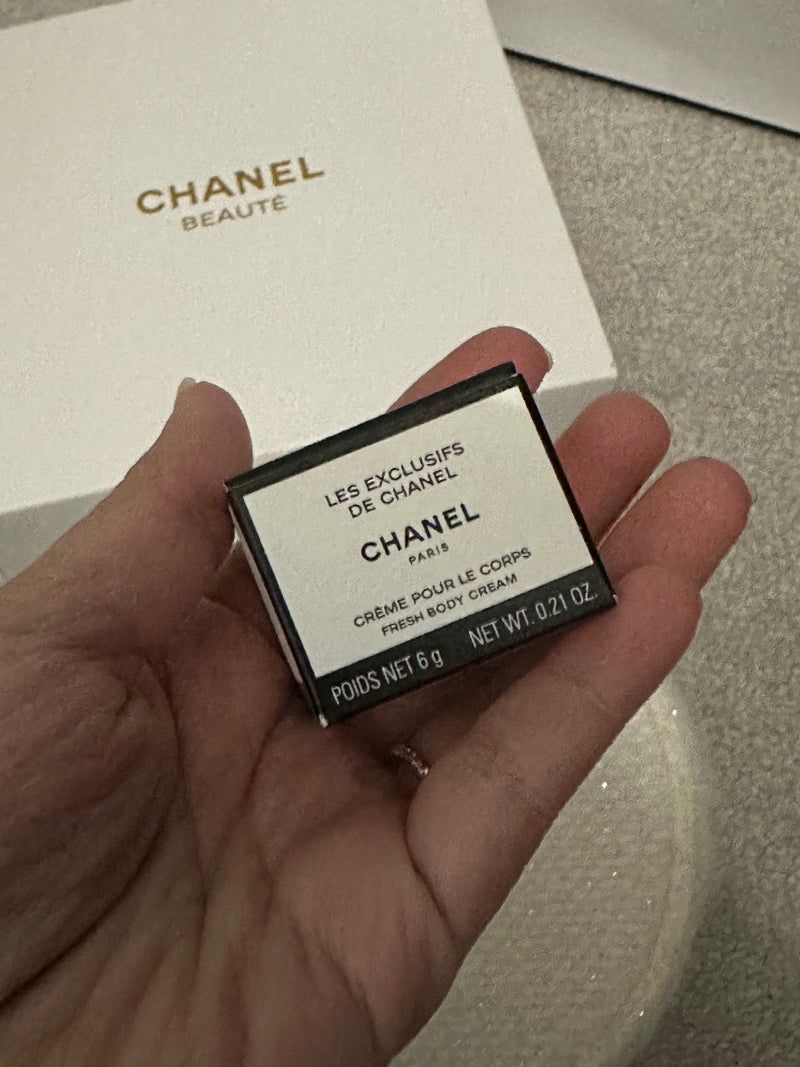 CHANEL
BEAUTÉ
LES EXCLUSIFS
DE CHANEL
CHANEL
PARIS
CRÈME POUR LE CORPS
FRESH BODY CREAM
POIDS NET 6 g NET WT. 0.21 OZ.